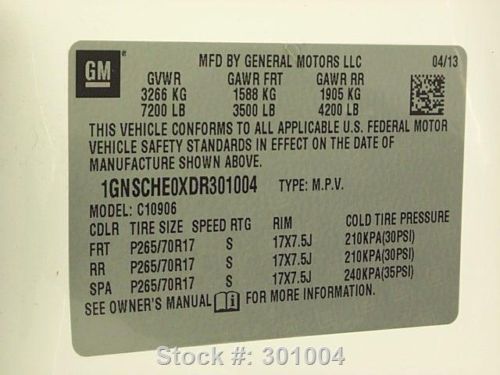 GM
MFD BY GENERAL MOTORS LLC 04/13
GVWR GAWR FRT GAWR RR
3266 KG 1588 KG 1905 KG
7200 LB 3500 LB 4200 LB
THIS VEHICLE CONFORMS TO ALL APPLICABLE U.S. FEDERAL MOTOR
VEHICLE SAFETY STANDARDS IN EFFECT ON THE DATE OF
MANUFACTURE SHOWN ABOVE.
1GNSCHE0XDR301004 TYPE: M.P.V.
MODEL: C10906
CDLR TIRE SIZE SPEED RTG RIM COLD TIRE PRESSURE
FRT P265/70R17 S 17X7.5J 210KPA(30PSI)
RR P265/70R17 S 17X7.5J 210KPA(30PSI)
SPA P265/70R17 S 17X7.5J 240KPA(35PSI)
SEE OWNER'S MANUAL FOR MORE INFORMATION.
Stock #: 301004